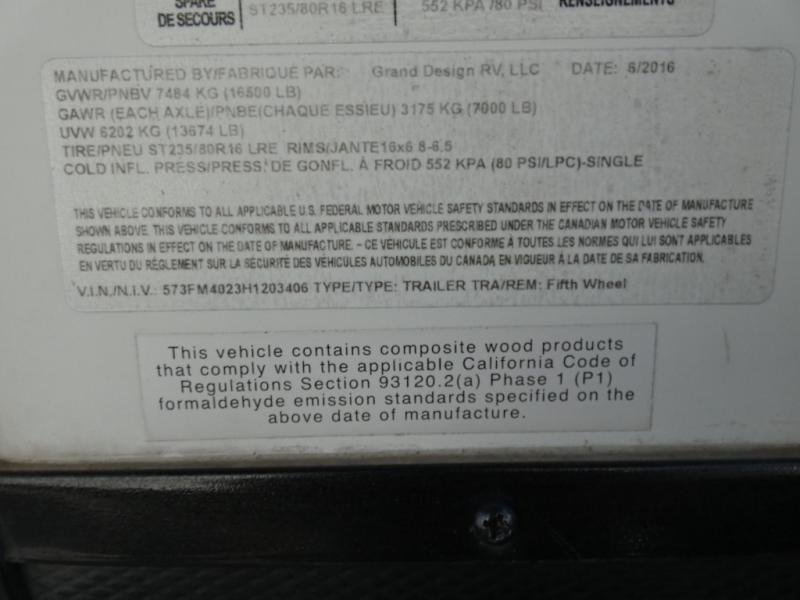 SPARE ST235/80R16 LRE 552 KPA /80 PSI RENSEIGNEMENTS
DE SECOURS
MANUFACTURED BY/FABRIQUE PAR: Grand Design RV, LLC DATE: 6/2016
GVWR/PNBV 7484 KG (16500 LB)
GAWR (EACH AXLE)/PNBE(CHAQUE ESSIEU) 3175 KG (7000 LB)
UVW 6202 KG (13674 LB)
TIRE/PNEU ST235/80R16 LRE RIMS/JANTE16x6 8-6.5
COLD INFL. PRESS/PRESS. DE GONFL. À FROID 552 KPA (80 PSI/LPC)-SINGLE
THIS VEHICLE CONFORMS TO ALL APPLICABLE U.S. FEDERAL MOTOR VEHICLE SAFETY STANDARDS IN EFFECT ON THE DATE OF MANUFACTURE
SHOWN ABOVE. THIS VEHICLE CONFORMS TO ALL APPLICABLE STANDARDS PRESCRIBED UNDER THE CANADIAN MOTOR VEHICLE SAFETY
REGULATIONS IN EFFECT ON THE DATE OF MANUFACTURE. - CE VÉHICULE EST CONFORME À TOUTES LES NORMES QUI LUI SONT APPLICABLES
EN VERTU DU RÉGLEMENT SUR LA SÉCURITÉ DES VÉHICULES AUTOMOBILES DU CANADA EN VIGUEUR À LA DATE DE SA FABRICATION.
V.I.N./N.I.V.: 573FM4023H1203406 TYPE/TYPE: TRAILER TRA/REM: Fifth Wheel
This vehicle contains composite wood products
that comply with the applicable California Code of
Regulations Section 93120.2(a) Phase 1 (P1)
formaldehyde emission standards specified on the
above date of manufacture.